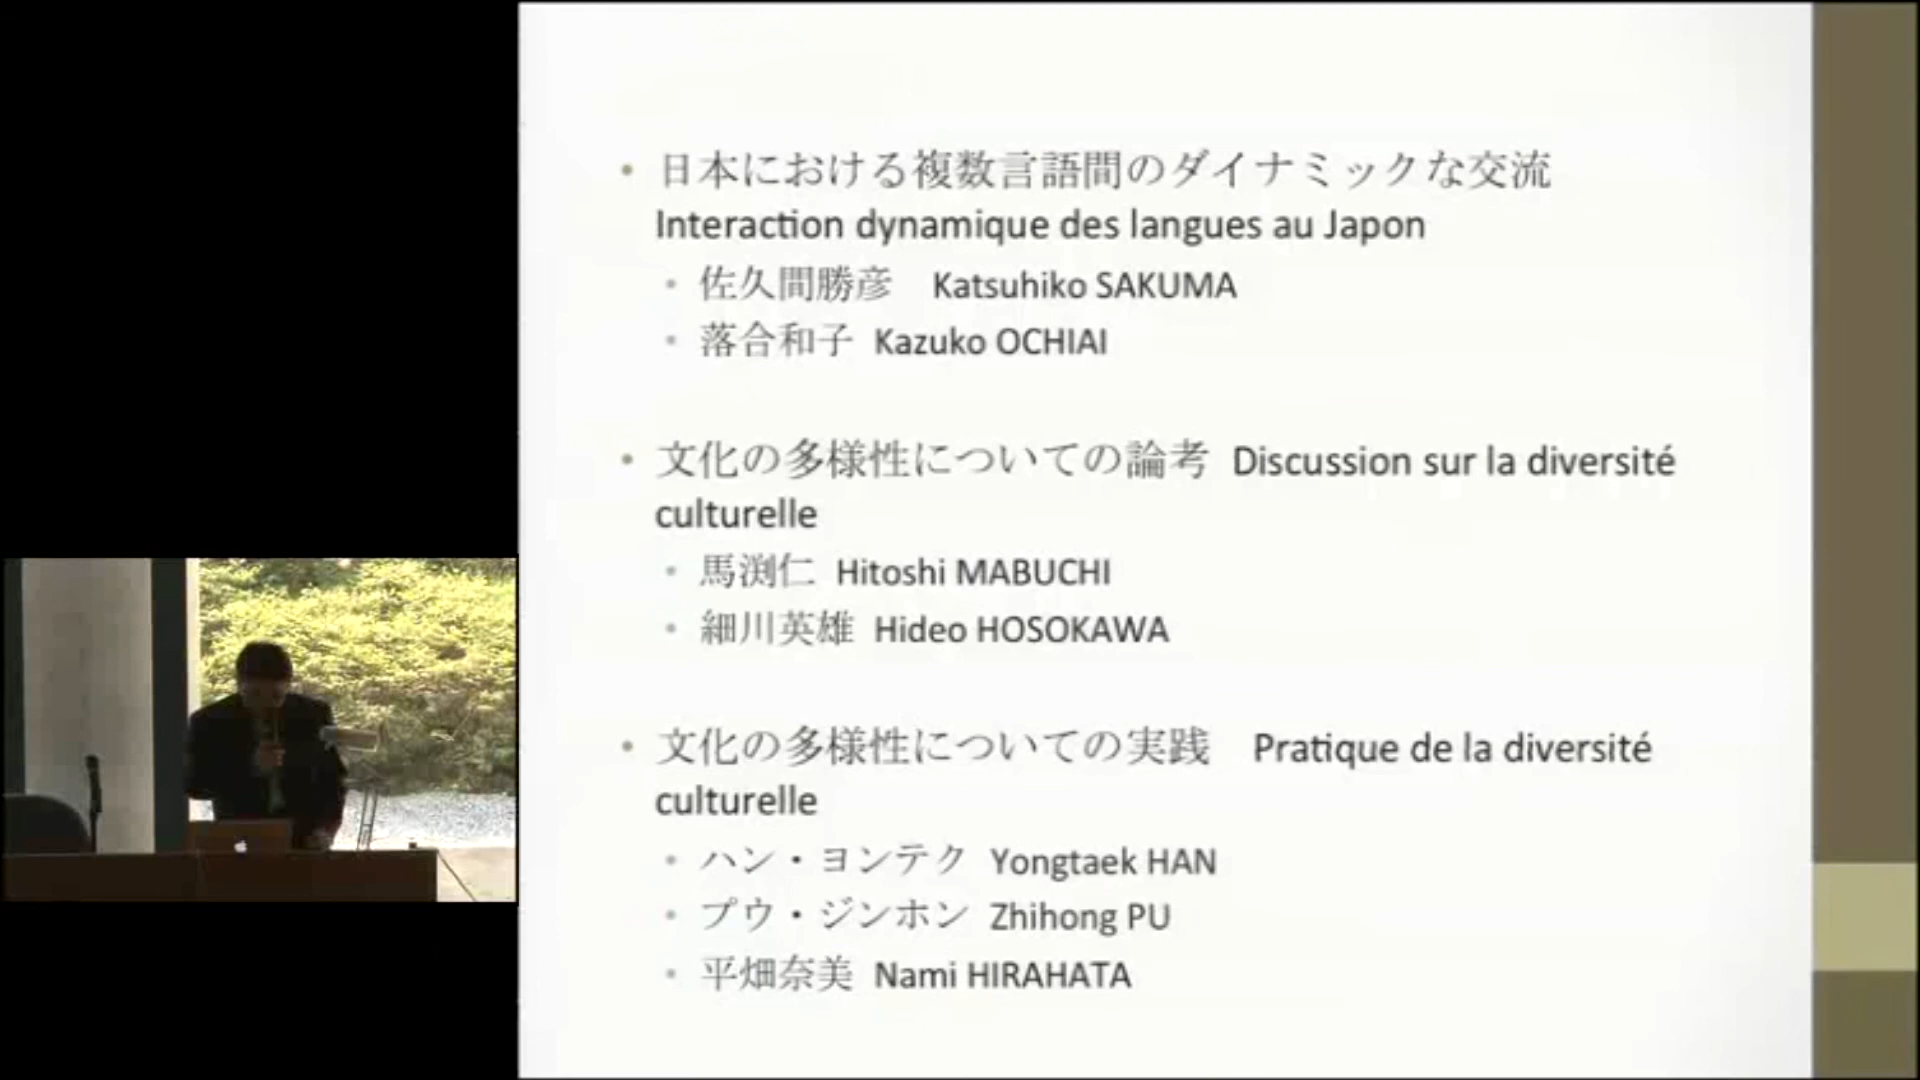 • 日本における複数言語間のダイナミックな交流
Interaction dynamique des langues au Japon
• 佐久間勝彦　Katsuhiko SAKUMA
• 落合和子 Kazuko OCHIAI
• 文化の多様性についての論考 Discussion sur la diversité
culturelle
• 馬渕仁 Hitoshi MABUCHI
• 細川英雄 Hideo HOSOKAWA
• 文化の多様性についての実践　Pratique de la diversité
culturelle
• ハン・ヨンテク Yongtaek HAN
• プウ・ジンホン Zhihong PU
• 平畑奈美 Nami HIRAHATA